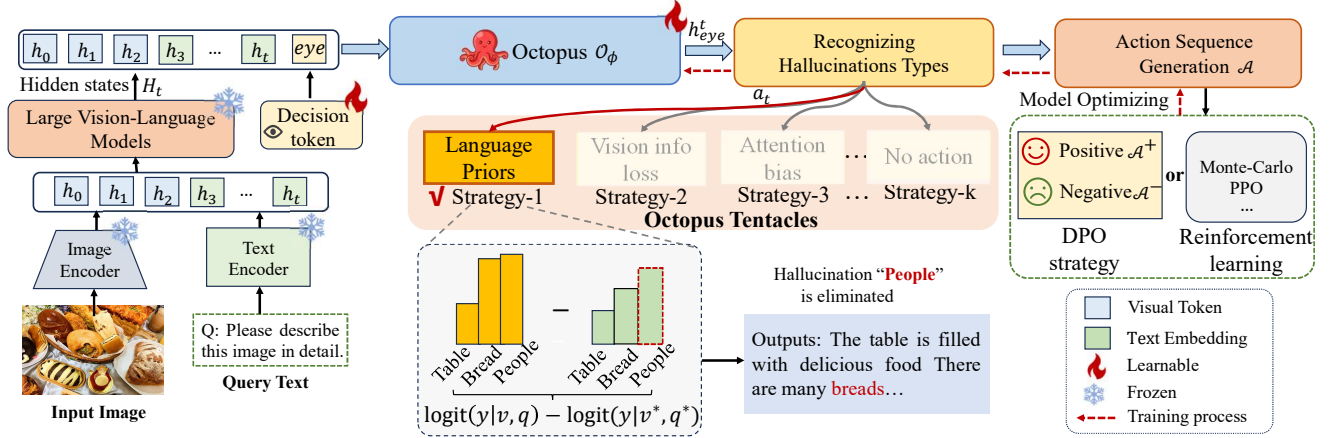 h_0 h_1 h_2 h_3 ... h_t eye
Hidden states H_t
Large Vision-Language
Models
Decision
token
h_0 h_1 h_2 h_3 ... h_t
Image
Encoder
Text
Encoder
Q: Please describe
this image in detail.
Input Image
Query Text
Octopus 𝒪_ϕ
h_{eye}^t
Recognizing
Hallucinations Types
Action Sequence
Generation 𝒜
a_t
Language
Priors
Vision info
loss
Attention
bias
...
No action
√ Strategy-1
Strategy-2
Strategy-3
...
Strategy-k
Octopus Tentacles
Table
Bread
People
−
Table
Bread
People
logit(y|v, q) − logit(y|v*, q*)
Hallucination “People”
is eliminated
Outputs: The table is filled
with delicious food There
are many breads…
Model Optimizing
Positive 𝒜⁺
Negative𝒜⁻
or
Monte-Carlo
PPO
...
DPO
strategy
Reinforcement
learning
Visual Token
Text Embedding
Learnable
Frozen
Training process